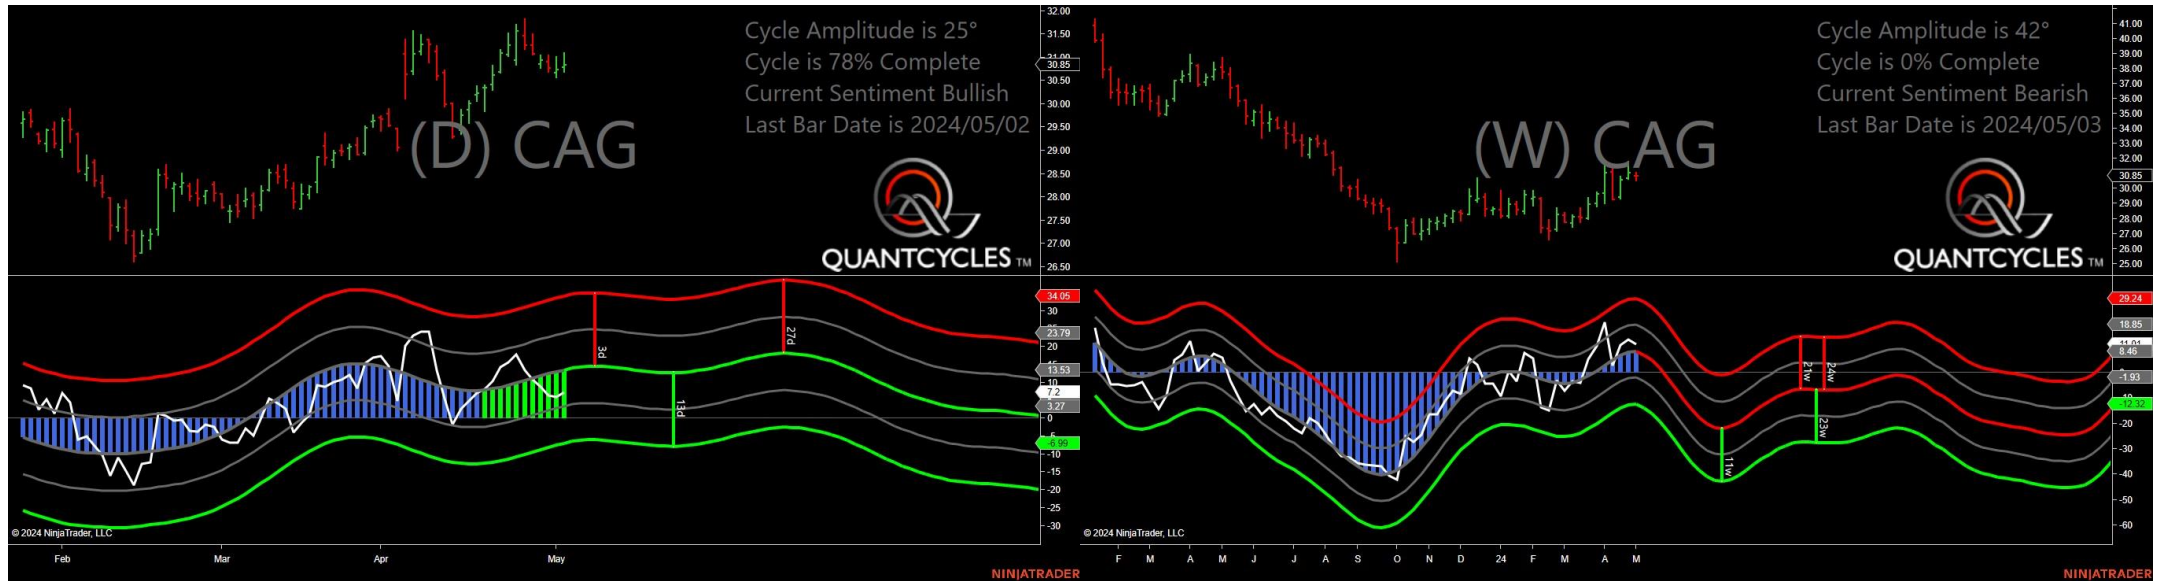 32.00
31.50
30.85
30.50
30.00
29.50
29.00
28.50
28.00
27.50
27.00
26.50
Cycle Amplitude is 25°
Cycle is 78% Complete
Current Sentiment Bullish
Last Bar Date is 2024/05/02
(D) CAG
QUANTCYCLES TM
34.05
30
23.79
20
13.53
10
7.2
3.27
0
-6.99
-10
-15
-20
-25
-30
3d
13d
27d
© 2024 NinjaTrader, LLC
Feb Mar Apr May
NINJATRADER
41.00
40.00
39.00
38.00
37.00
36.00
35.00
34.00
33.00
32.00
30.85
30.00
29.00
28.00
27.00
26.00
25.00
Cycle Amplitude is 42°
Cycle is 0% Complete
Current Sentiment Bearish
Last Bar Date is 2024/05/03
(W) CAG
QUANTCYCLES TM
29.24
18.85
8.46
-1.93
-12.32
-20
-30
-40
-50
-60
11w
21w
24w
23w
© 2024 NinjaTrader, LLC
F M A M J J A S O N D 24 F M A M
NINJATRADER